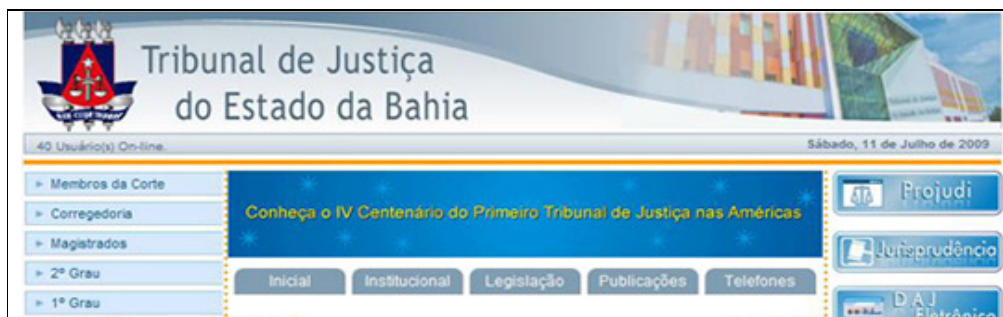 Tribunal de Justiça
do Estado da Bahia
40 Usuário(s) On-line.
Sábado, 11 de Julho de 2009
Membros da Corte
Corregedoria
Magistrados
2º Grau
1º Grau
Conheça o IV Centenário do Primeiro Tribunal de Justiça nas Américas
Inicial
Institucional
Legislação
Publicações
Telefones
Projudi
Jurisprudência
DAJ
Eletrônico